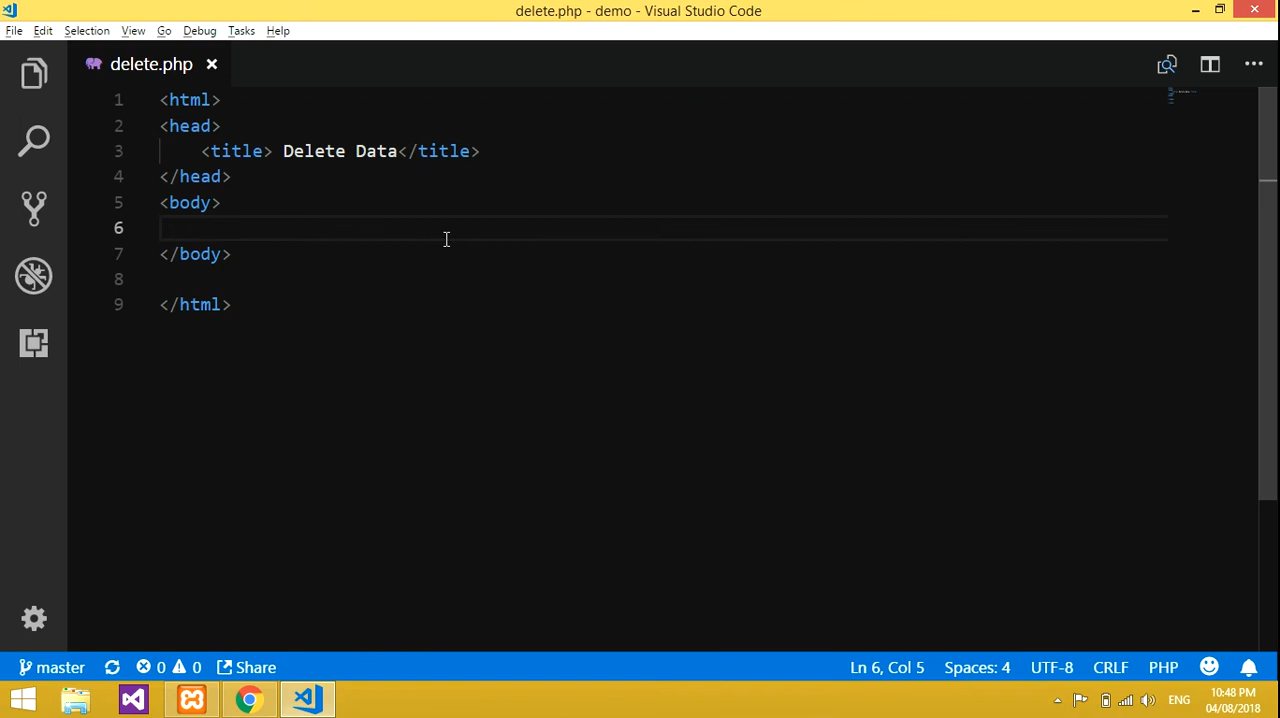 delete.php - demo - Visual Studio Code
File Edit Selection View Go Debug Tasks Help
delete.php
1 <html>
2 <head>
3     <title> Delete Data</title>
4 </head>
5 <body>
6
7 </body>
8
9 </html>
master 0 0 Share Ln 6, Col 5 Spaces: 4 UTF-8 CRLF PHP
ENG 10:48 PM
04/08/2018